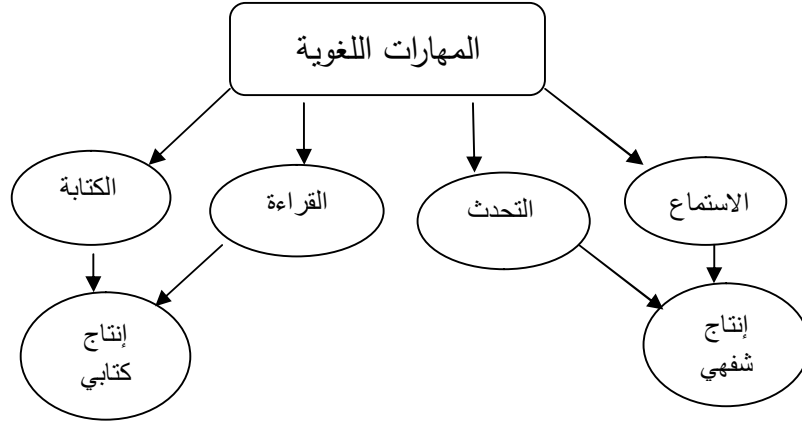 المهارات اللغوية
الاستماع
التحدث
القراءة
الكتابة
إنتاج
شفهي
إنتاج
كتابي